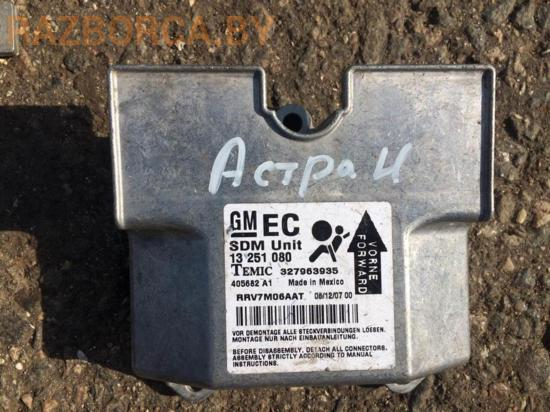 RAZBORCA.BY
Астра Н
GM EC
SDM Unit
13 251 080
TEMIC 327963935
405682 A1 Made in Mexico
RRV7M06AAT 08/12/07 00
VORNE
FORWARD
VOR DEMONTAGE ALLE STECKVERBINDUNGEN LOESEN.
MONTAGE NUR NACH EINBAUANLEITUNG.
BEFORE DISASSEMBLY, DETACH ALL CONNECTORS.
ASSEMBLY STRICTLY ACCORDING TO MANUAL
INSTRUCTIONS.